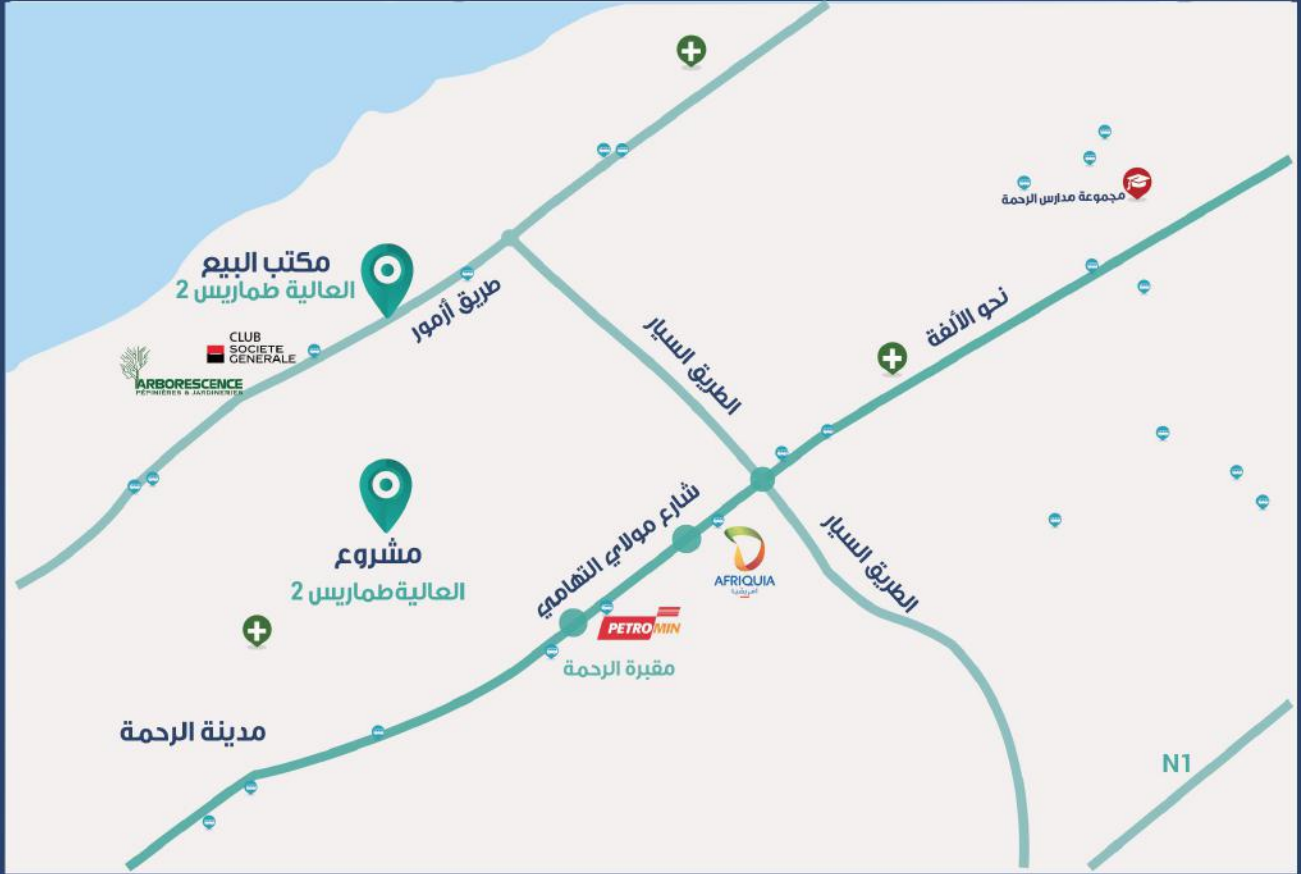 مجموعة مدارس الرحمة
مكتب البيع
العالية طماريس 2
طريق أزمور
نحو الألفة
الطريق السيار
CLUB
SOCIETE
GENERALE
ARBORESCENCE
PÉPINIÈRES & JARDINERIES
شارع مولاي التهامي
الطريق السيار
مشروع
العالية طماريس 2
AFRIQUIA
افريقيا
PETROMIN
مقبرة الرحمة
مدينة الرحمة
N1